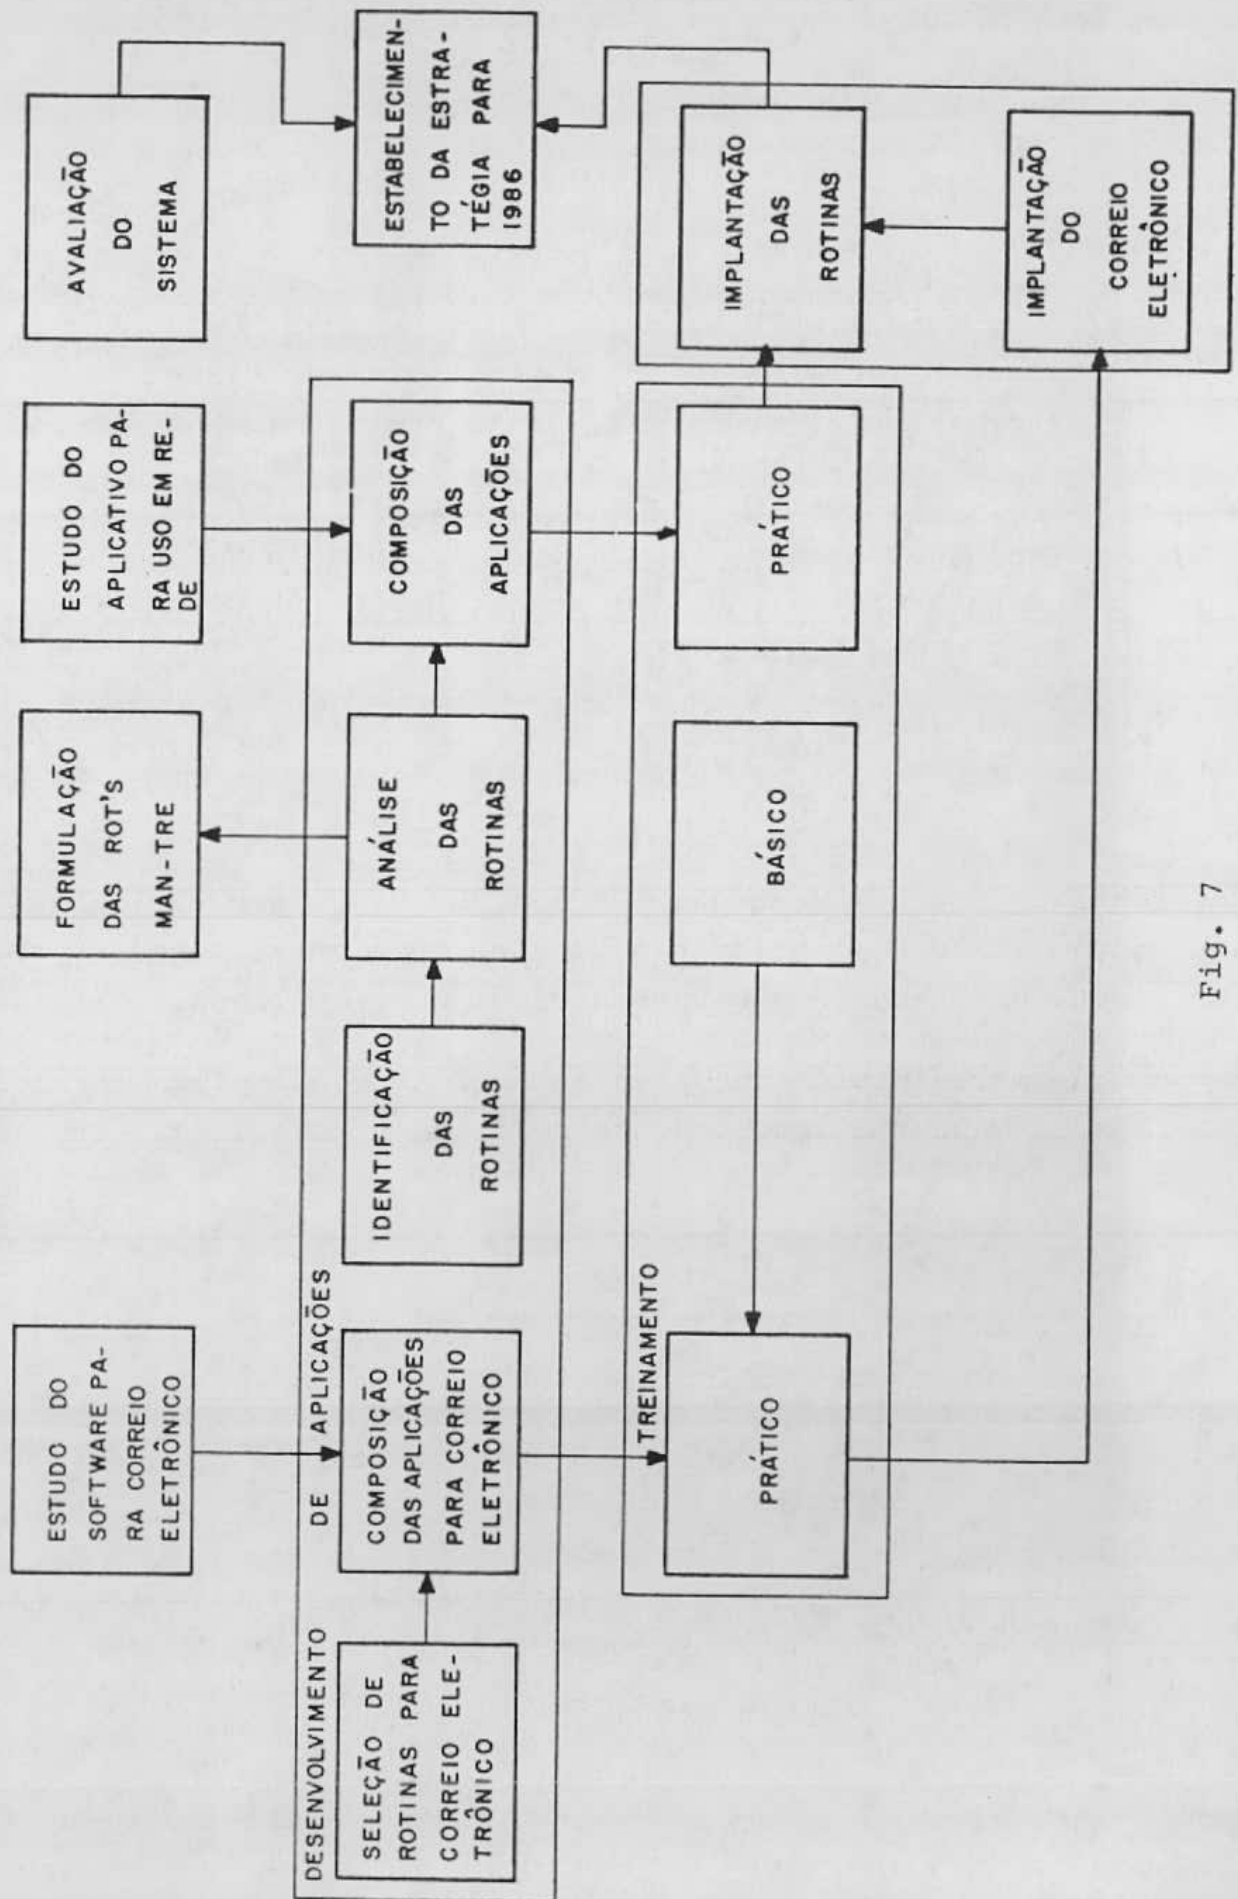 ESTUDO DO
SOFTWARE PA-
RA CORREIO
ELETRÔNICO
FORMULAÇÃO
DAS ROT'S
MAN-TRE
ESTUDO DO
APLICATIVO PA-
RA USO EM RE-
DE
AVALIAÇÃO
DO
SISTEMA
DESENVOLVIMENTO DE APLICAÇÕES
SELEÇÃO DE
ROTINAS PARA
CORREIO ELE-
TRÔNICO
COMPOSIÇÃO
DAS APLICAÇÕES
PARA CORREIO
ELETRÔNICO
IDENTIFICAÇÃO
DAS
ROTINAS
ANÁLISE
DAS
ROTINAS
COMPOSIÇÃO
DAS
APLICAÇÕES
ESTABELECIMEN-
TO DA ESTRA-
TÉGIA PARA
1986
TREINAMENTO
PRÁTICO
BÁSICO
PRÁTICO
IMPLANTAÇÃO
DAS
ROTINAS
IMPLANTAÇÃO
DO
CORREIO
ELETRÔNICO
Fig. 7